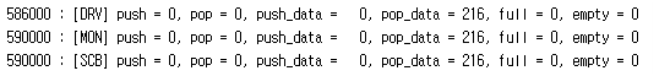 586000 : [DRV] push = 0, pop = 0, push_data =   0, pop_data = 216, full = 0, empty = 0
590000 : [MON] push = 0, pop = 0, push_data =   0, pop_data = 216, full = 0, empty = 0
590000 : [SCB] push = 0, pop = 0, push_data =   0, pop_data = 216, full = 0, empty = 0